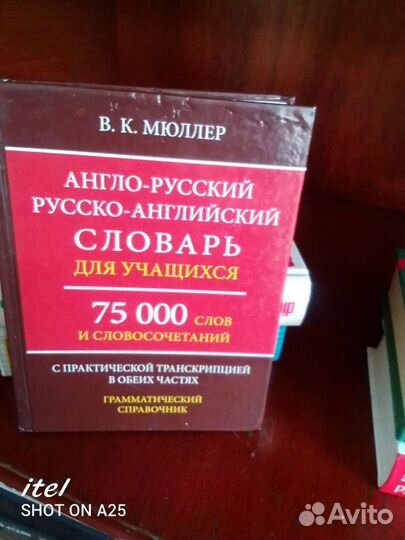 В. К. МЮЛЛЕР
АНГЛО-РУССКИЙ
РУССКО-АНГЛИЙСКИЙ
СЛОВАРЬ
ДЛЯ УЧАЩИХСЯ
75 000 СЛОВ
И СЛОВОСОЧЕТАНИЙ
С ПРАКТИЧЕСКОЙ ТРАНСКРИПЦИЕЙ
В ОБЕИХ ЧАСТЯХ
ГРАММАТИЧЕСКИЙ
СПРАВОЧНИК
itel
SHOT ON A25
Avito